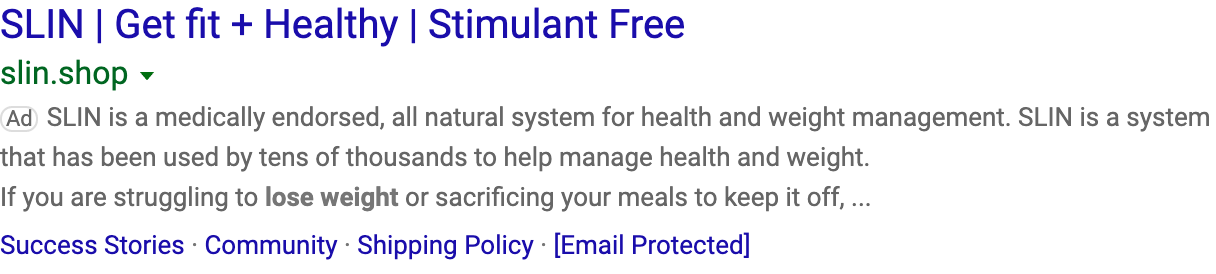 SLIN | Get fit + Healthy | Stimulant Free
slin.shop
Ad SLIN is a medically endorsed, all natural system for health and weight management. SLIN is a system
that has been used by tens of thousands to help manage health and weight.
If you are struggling to lose weight or sacrificing your meals to keep it off, ...
Success Stories · Community · Shipping Policy · [Email Protected]